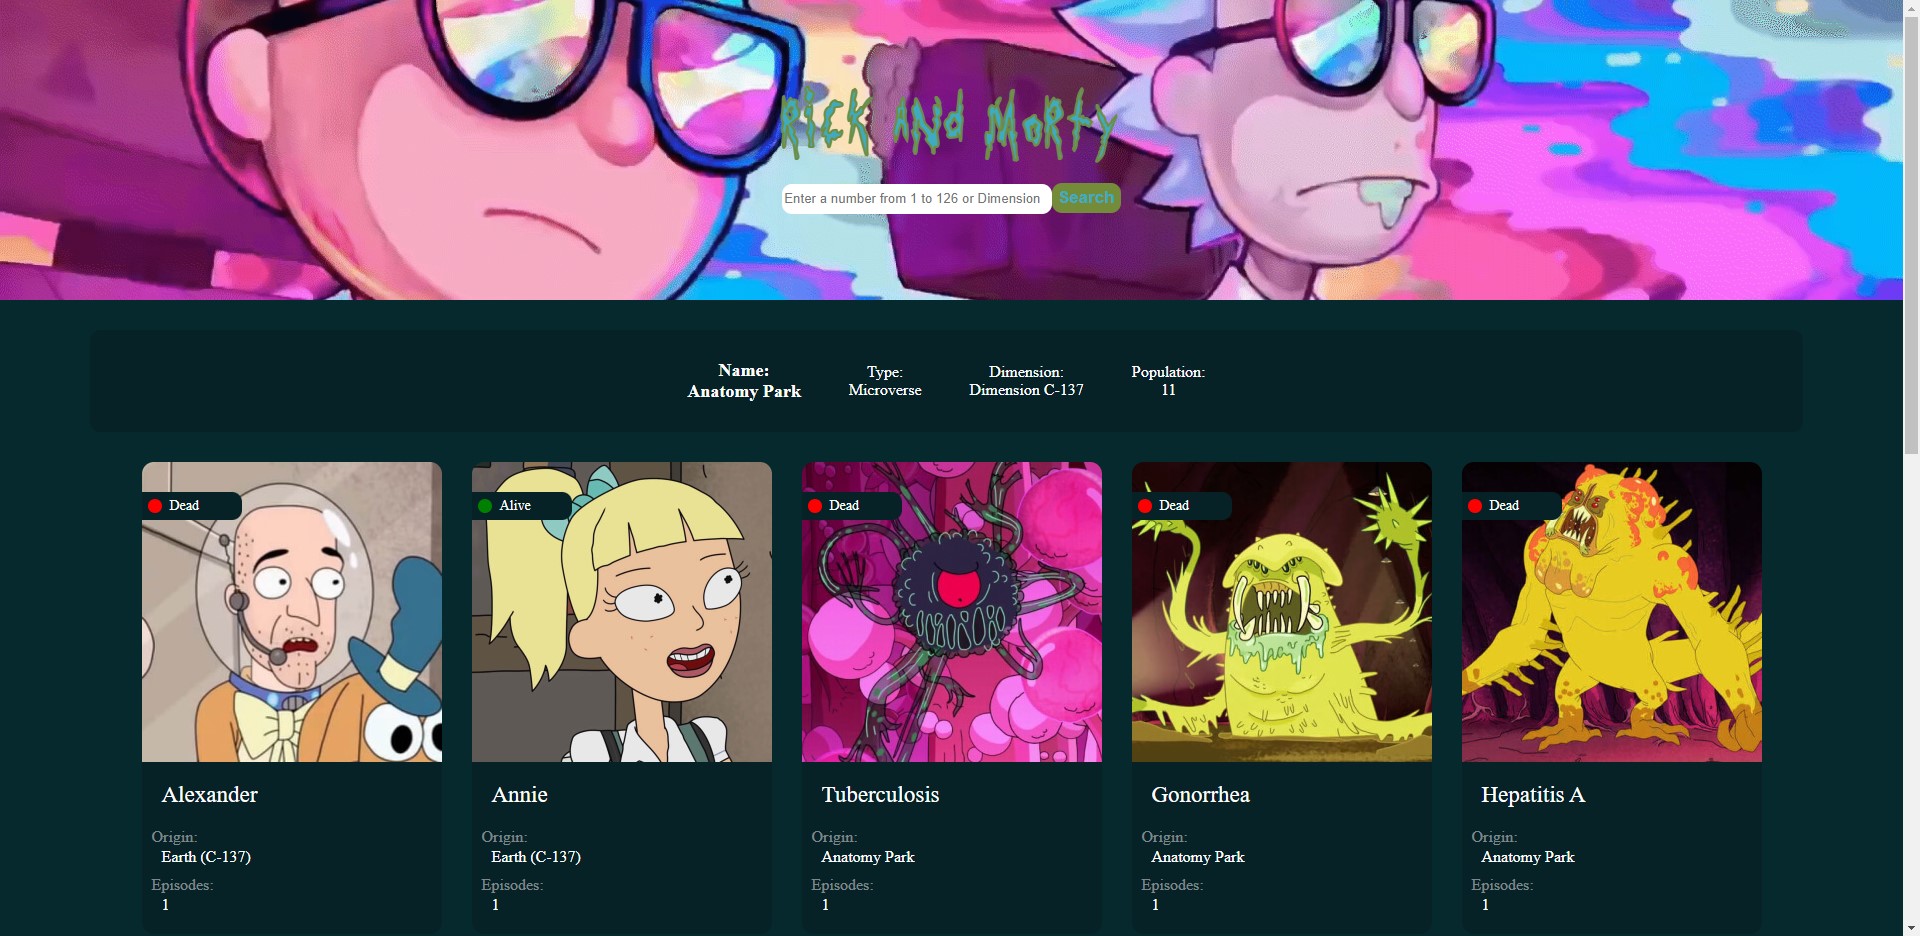 Rick and Morty
Enter a number from 1 to 126 or Dimension
Search
Name:
Anatomy Park
Type:
Microverse
Dimension:
Dimension C-137
Population:
11
Dead
Alive
Dead
Dead
Dead
Alexander
Origin:
Earth (C-137)
Episodes:
1
Annie
Origin:
Earth (C-137)
Episodes:
1
Tuberculosis
Origin:
Anatomy Park
Episodes:
1
Gonorrhea
Origin:
Anatomy Park
Episodes:
1
Hepatitis A
Origin:
Anatomy Park
Episodes:
1